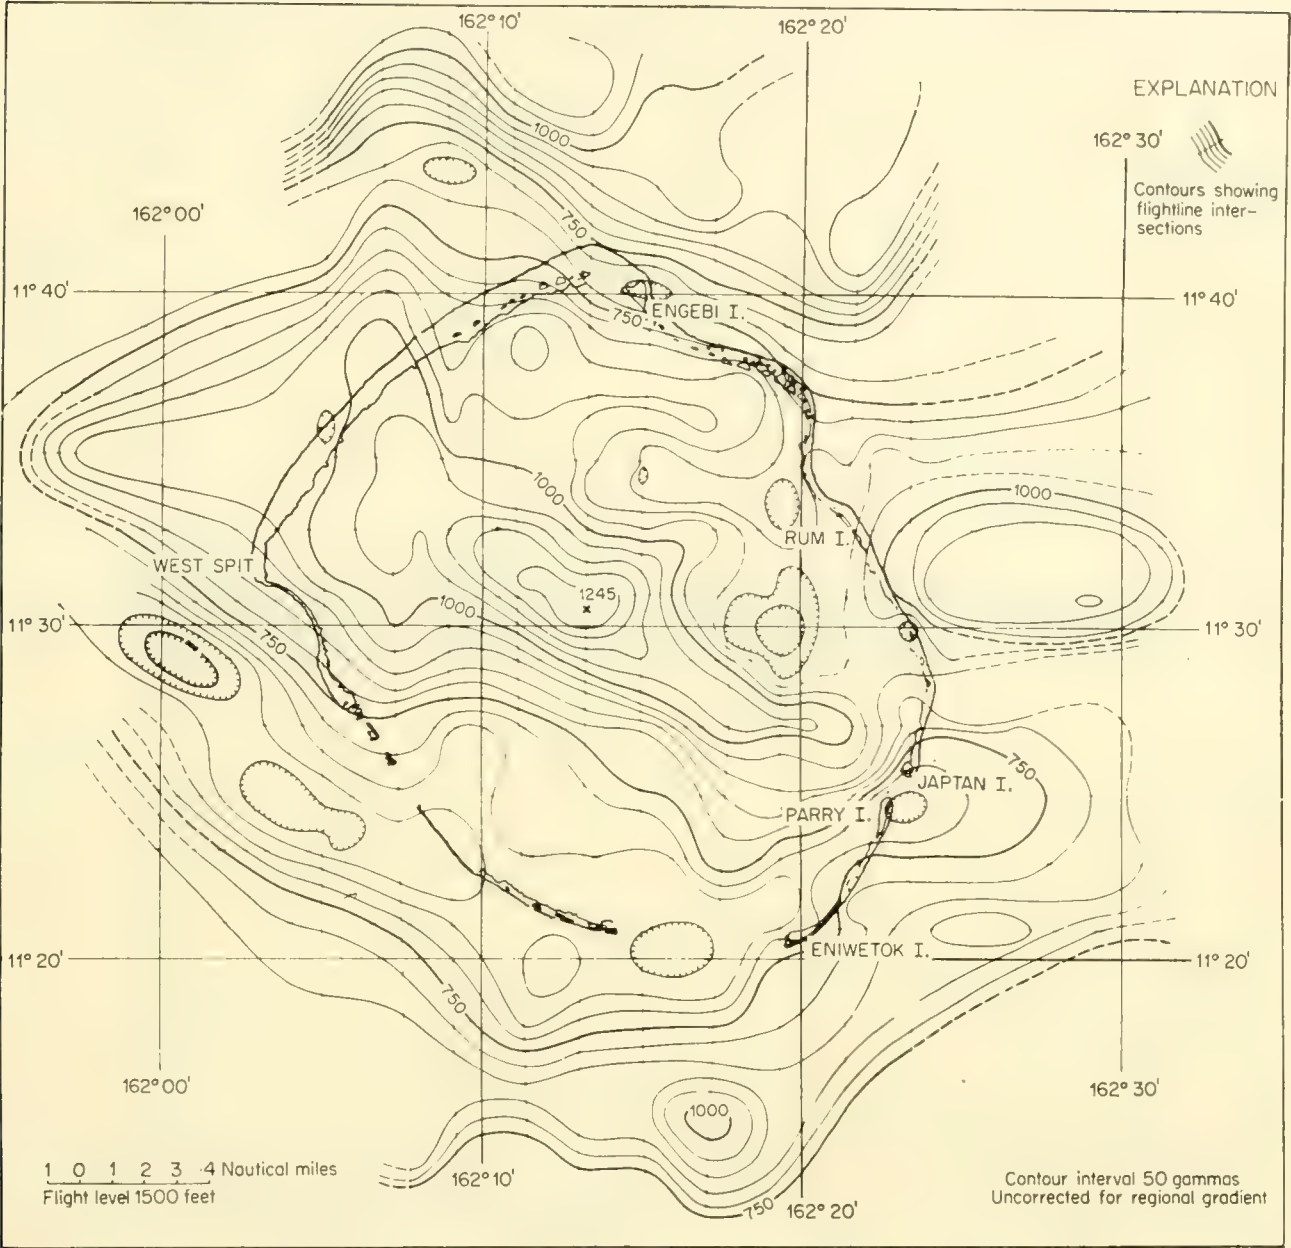 162° 10'
162° 20'
EXPLANATION
162° 30'
Contours showing
flightline inter-
sections
1000
162° 00'
750
11° 40'
11° 40'
ENGEBI I.
750
1000
1000
RUM I.
WEST SPIT
1245
1000
11° 30'
11° 30'
750
750
JAPTAN I.
PARRY I.
ENIWETOK I.
11° 20'
11° 20'
750
162° 00'
162° 30'
1000
1 0 1 2 3 4 Nautical miles
Flight level 1500 feet
162° 10'
Contour interval 50 gammas
Uncorrected for regional gradient
750
162° 20'